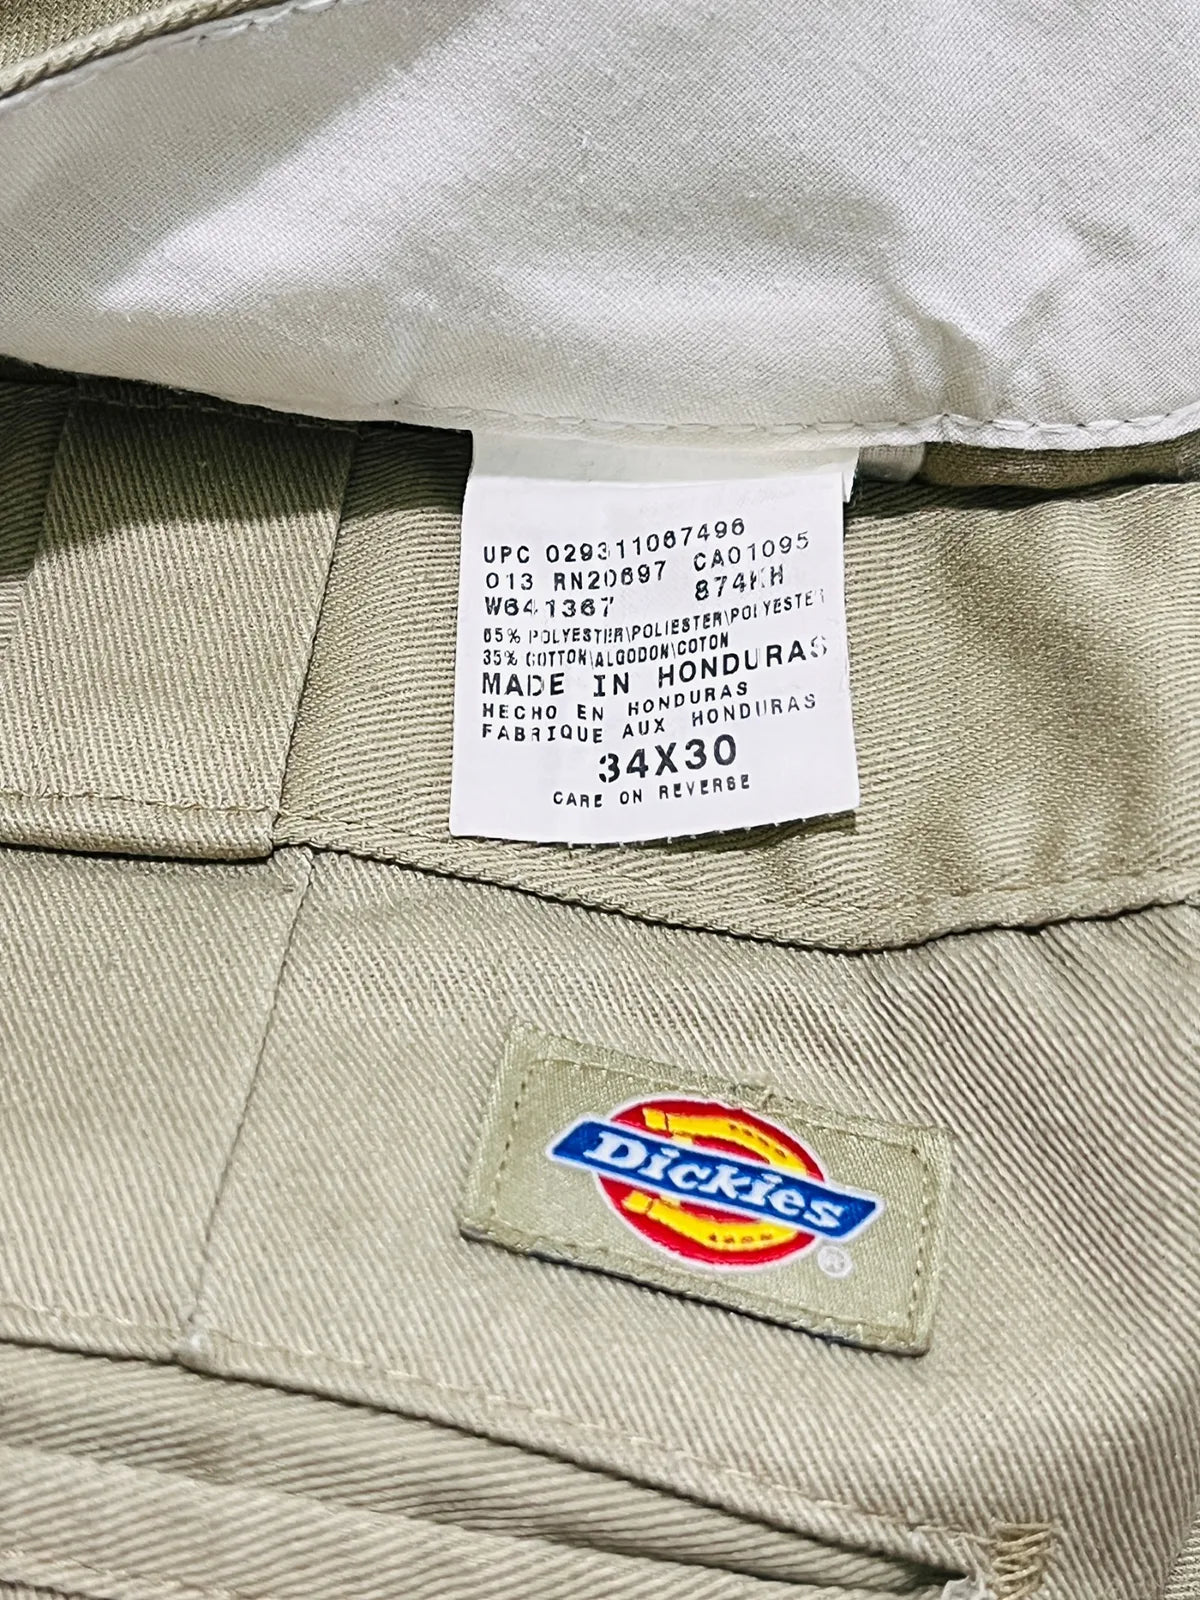 UPC 029311067496
013 RN20697 CA01095
W641367 874KH
65% POLYESTER\POLIESTER\POLYESTER
35% COTTON\ALGODON\COTON
MADE IN HONDURAS
HECHO EN HONDURAS
FABRIQUE AUX HONDURAS
34X30
CARE ON REVERSE
Dickies
®